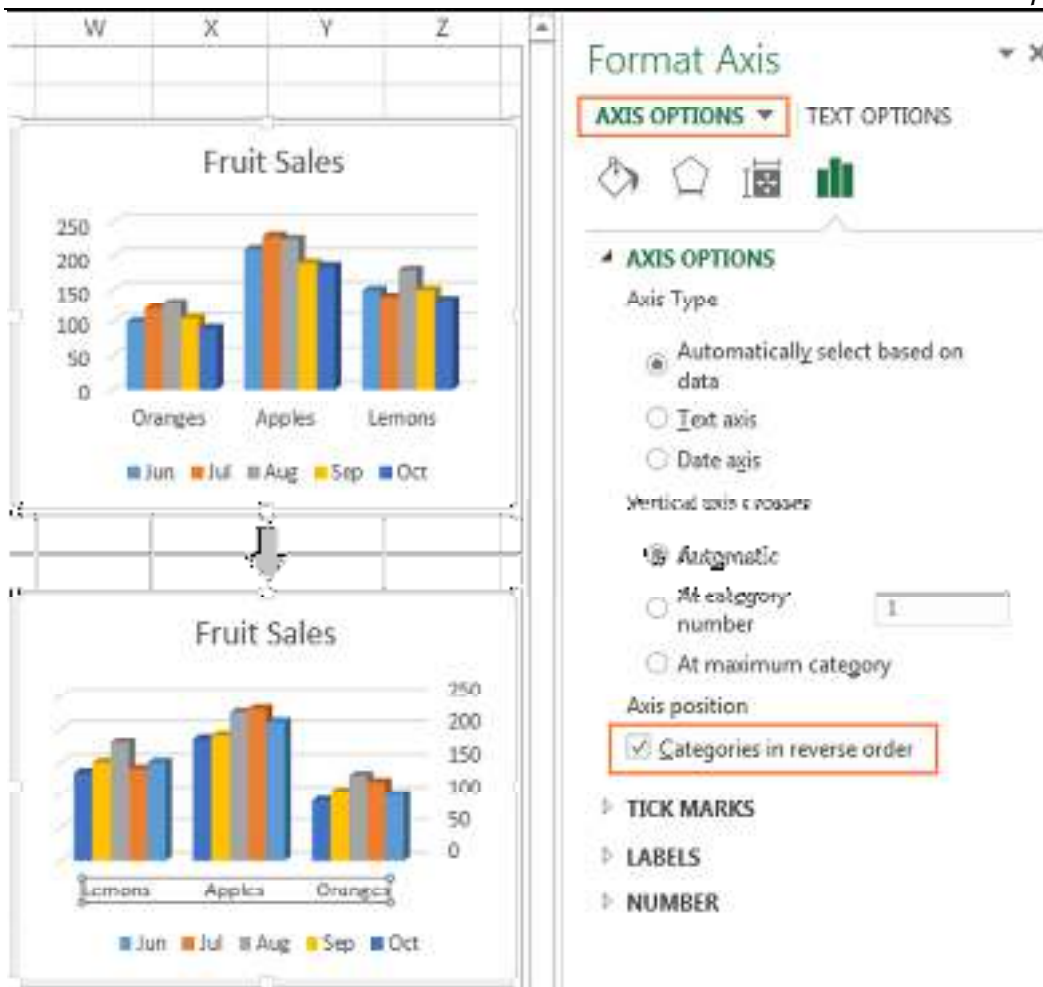 W X Y Z
Fruit Sales
250
200
150
100
50
0
Oranges Apples Lemons
Jun Jul Aug Sep Oct
Fruit Sales
250
200
150
100
50
0
Lemons Apples Oranges
Jun Jul Aug Sep Oct
Format Axis
AXIS OPTIONS TEXT OPTIONS
AXIS OPTIONS
Axis Type
Automatically select based on
data
Text axis
Date axis
Vertical axis crosses
Automatic
At category
number
1
At maximum category
Axis position
Categories in reverse order
TICK MARKS
LABELS
NUMBER